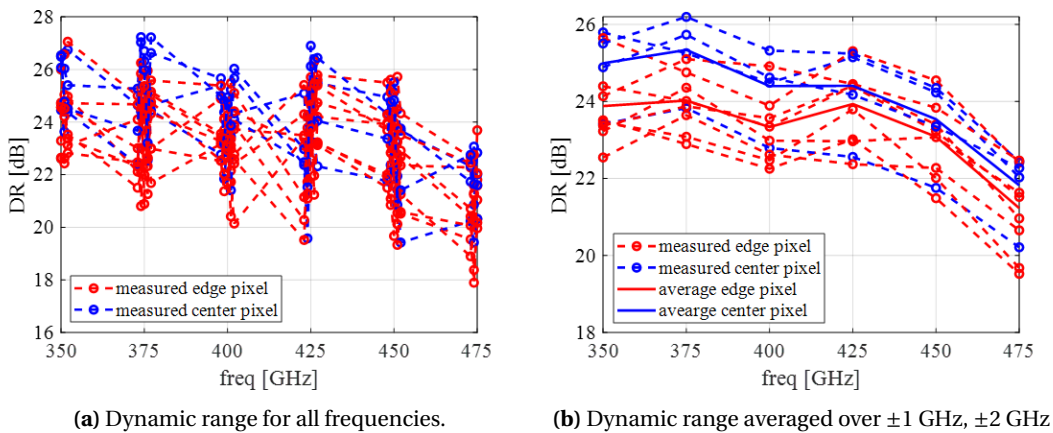 28
26
24
22
20
18
16
DR [dB]
measured edge pixel
measured center pixel
350
375
400
425
450
475
freq [GHz]
(a) Dynamic range for all frequencies.
26
24
22
20
18
DR [dB]
measured edge pixel
measured center pixel
average edge pixel
avearge center pixel
350
375
400
425
450
475
freq [GHz]
(b) Dynamic range averaged over ±1 GHz, ±2 GHz